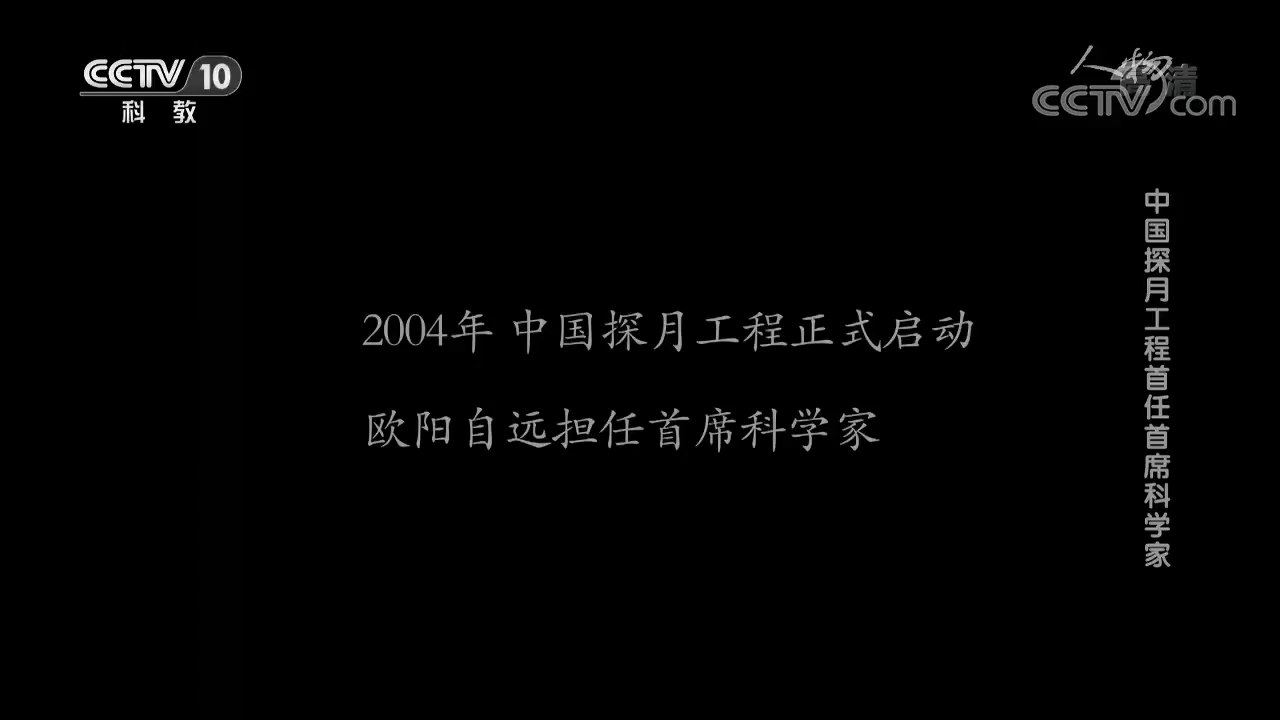 CCTV 10
科教
人物
高清
CCTV.com
2004年 中国探月工程正式启动
欧阳自远担任首席科学家
中国探月工程首任首席科学家